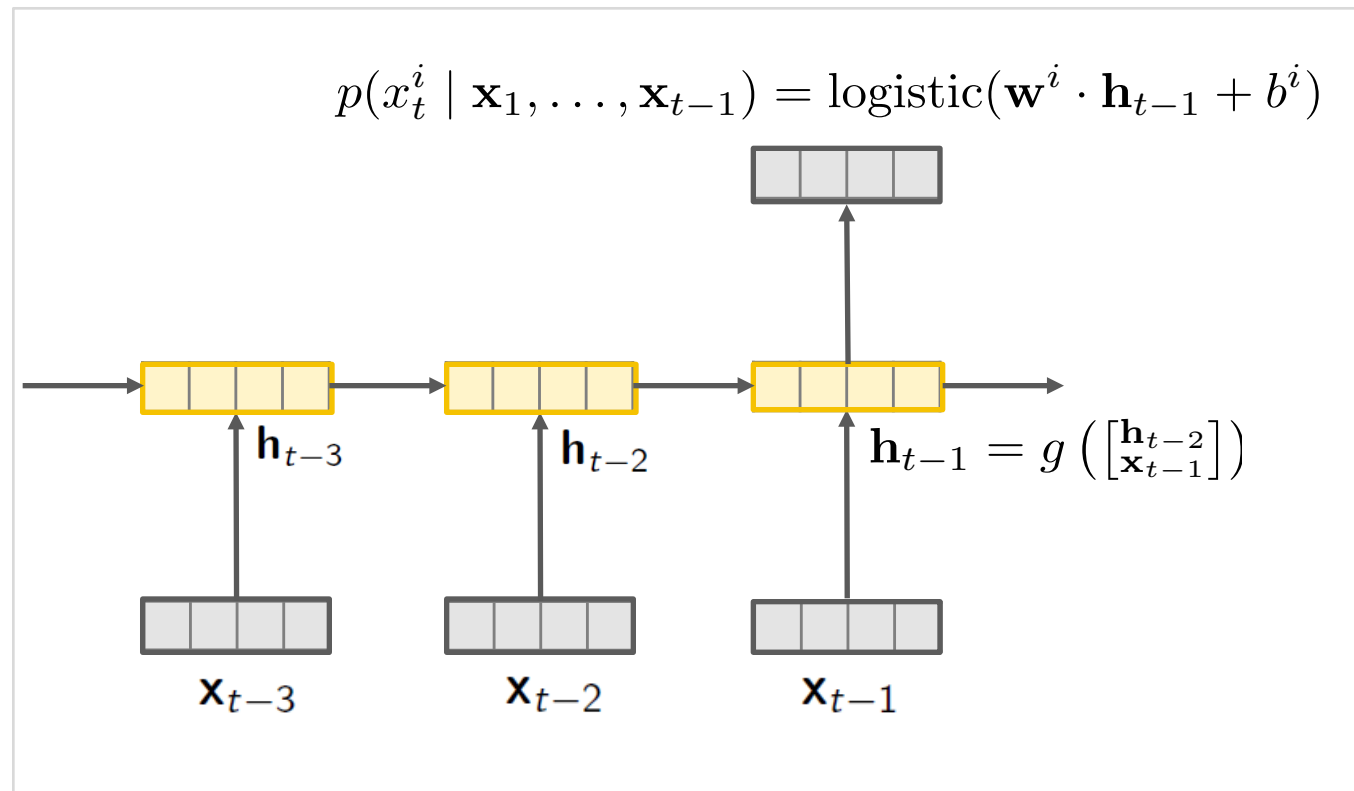 p(x_t^i | x_1, . . . , x_{t−1}) = logistic(w^i · h_{t−1} + b^i)
h_{t−3}
h_{t−2}
h_{t−1} = g ([h_{t−2} x_{t−1}])
x_{t−3}
x_{t−2}
x_{t−1}